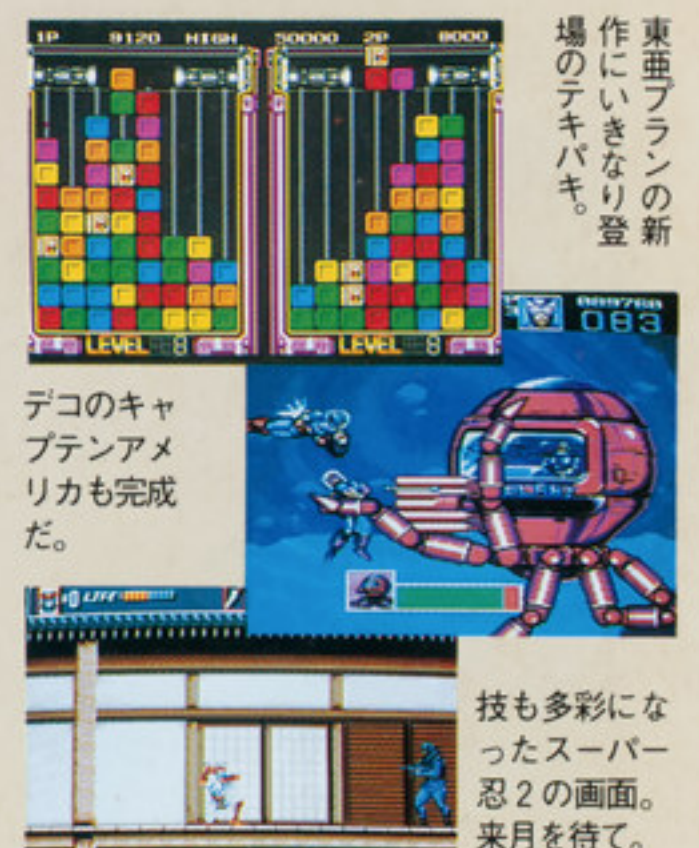 東亜プランの新
作にいきなり登
場のテキパキ。
1P 9120 HIGH 50000 2P 8000
LEVEL 8
LEVEL 8
デコのキャ
プテンアメ
リカも完成
だ。
089760
083
LIFE
技も多彩にな
ったスーパー
忍2の画面。
来月を待て。